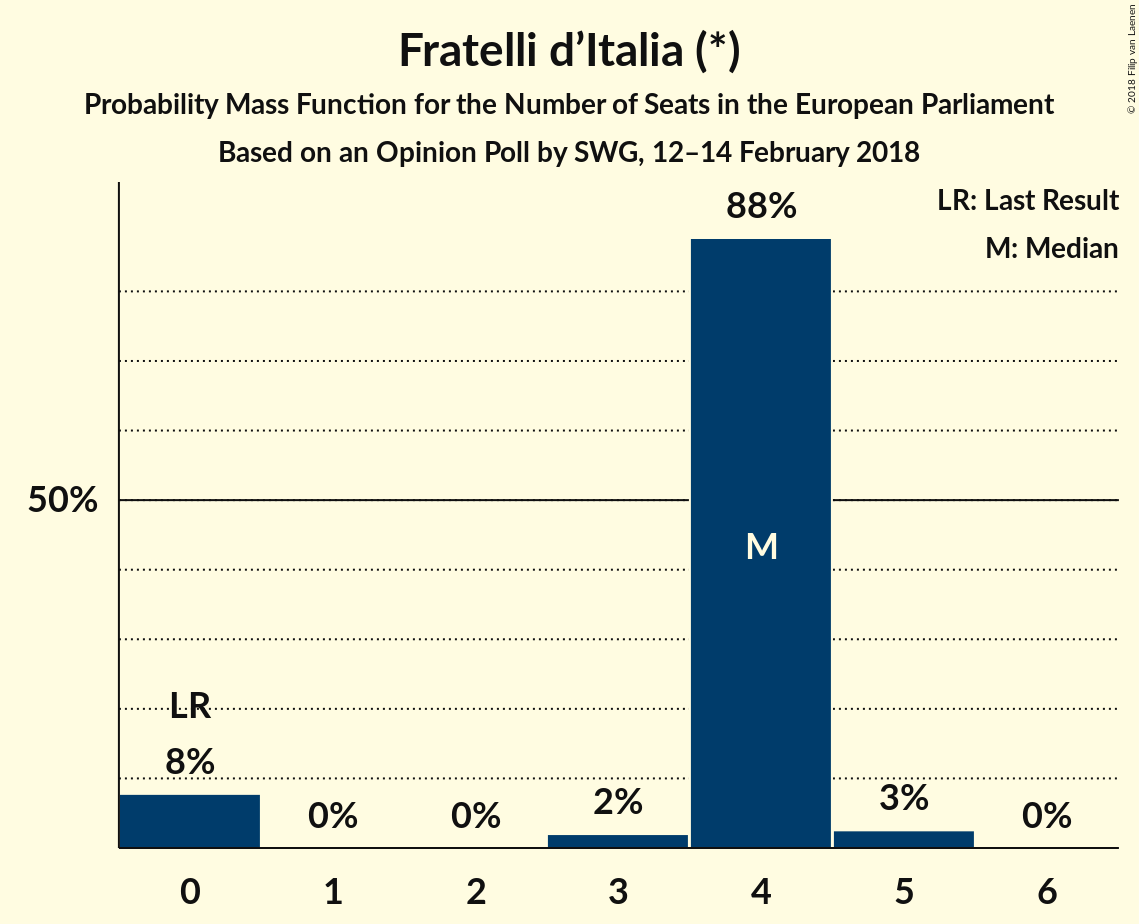 Fratelli d’Italia (*)
Probability Mass Function for the Number of Seats in the European Parliament
Based on an Opinion Poll by SWG, 12–14 February 2018
© 2018 Filip van Laenen
LR: Last Result
M: Median
88%
50%
M
LR
8%
0%
0%
2%
3%
0%
0
1
2
3
4
5
6